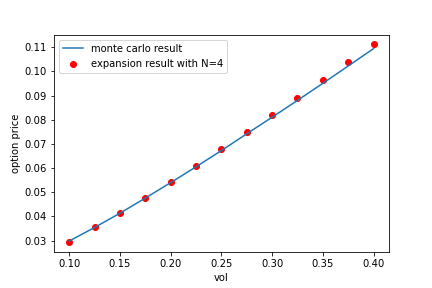 monte carlo result
expansion result with N=4
option price
0.11
0.10
0.09
0.08
0.07
0.06
0.05
0.04
0.03
0.10 0.15 0.20 0.25 0.30 0.35 0.40
vol